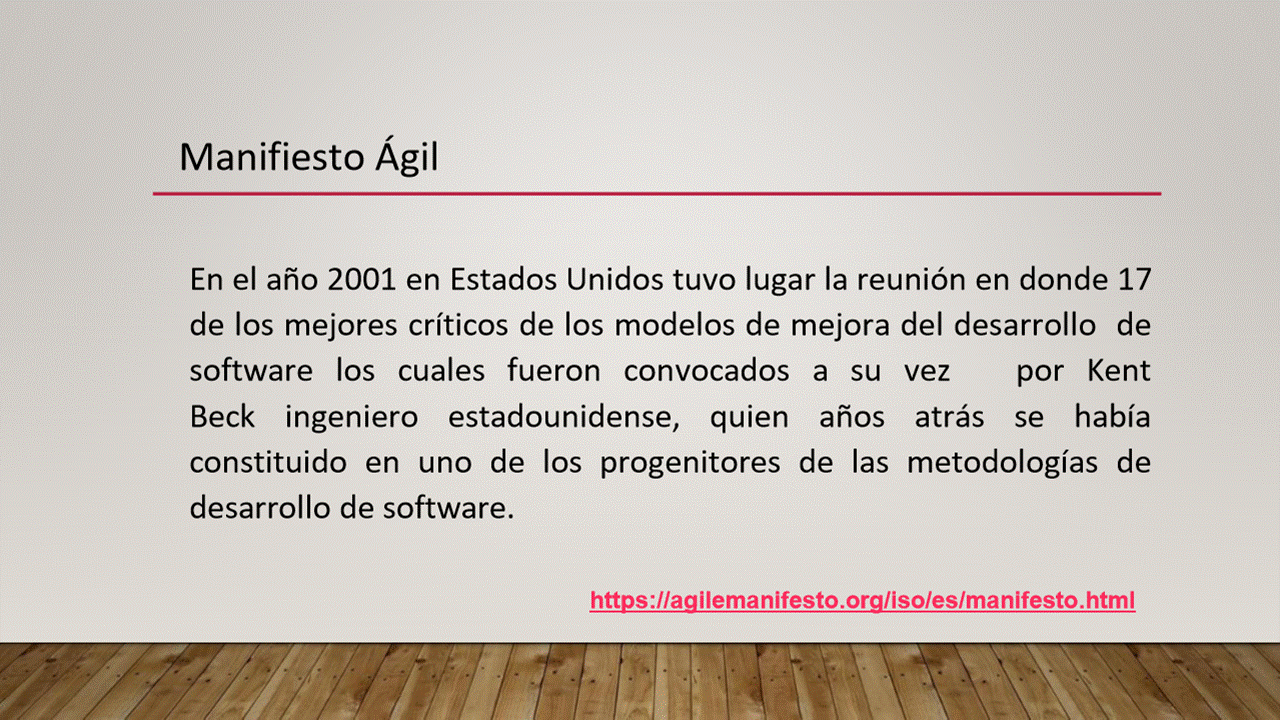 Manifiesto Ágil
En el año 2001 en Estados Unidos tuvo lugar la reunión en donde 17
de los mejores críticos de los modelos de mejora del desarrollo de
software los cuales fueron convocados a su vez por Kent
Beck ingeniero estadounidense, quien años atrás se había
constituido en uno de los progenitores de las metodologías de
desarrollo de software.
https://agilemanifesto.org/iso/es/manifesto.html